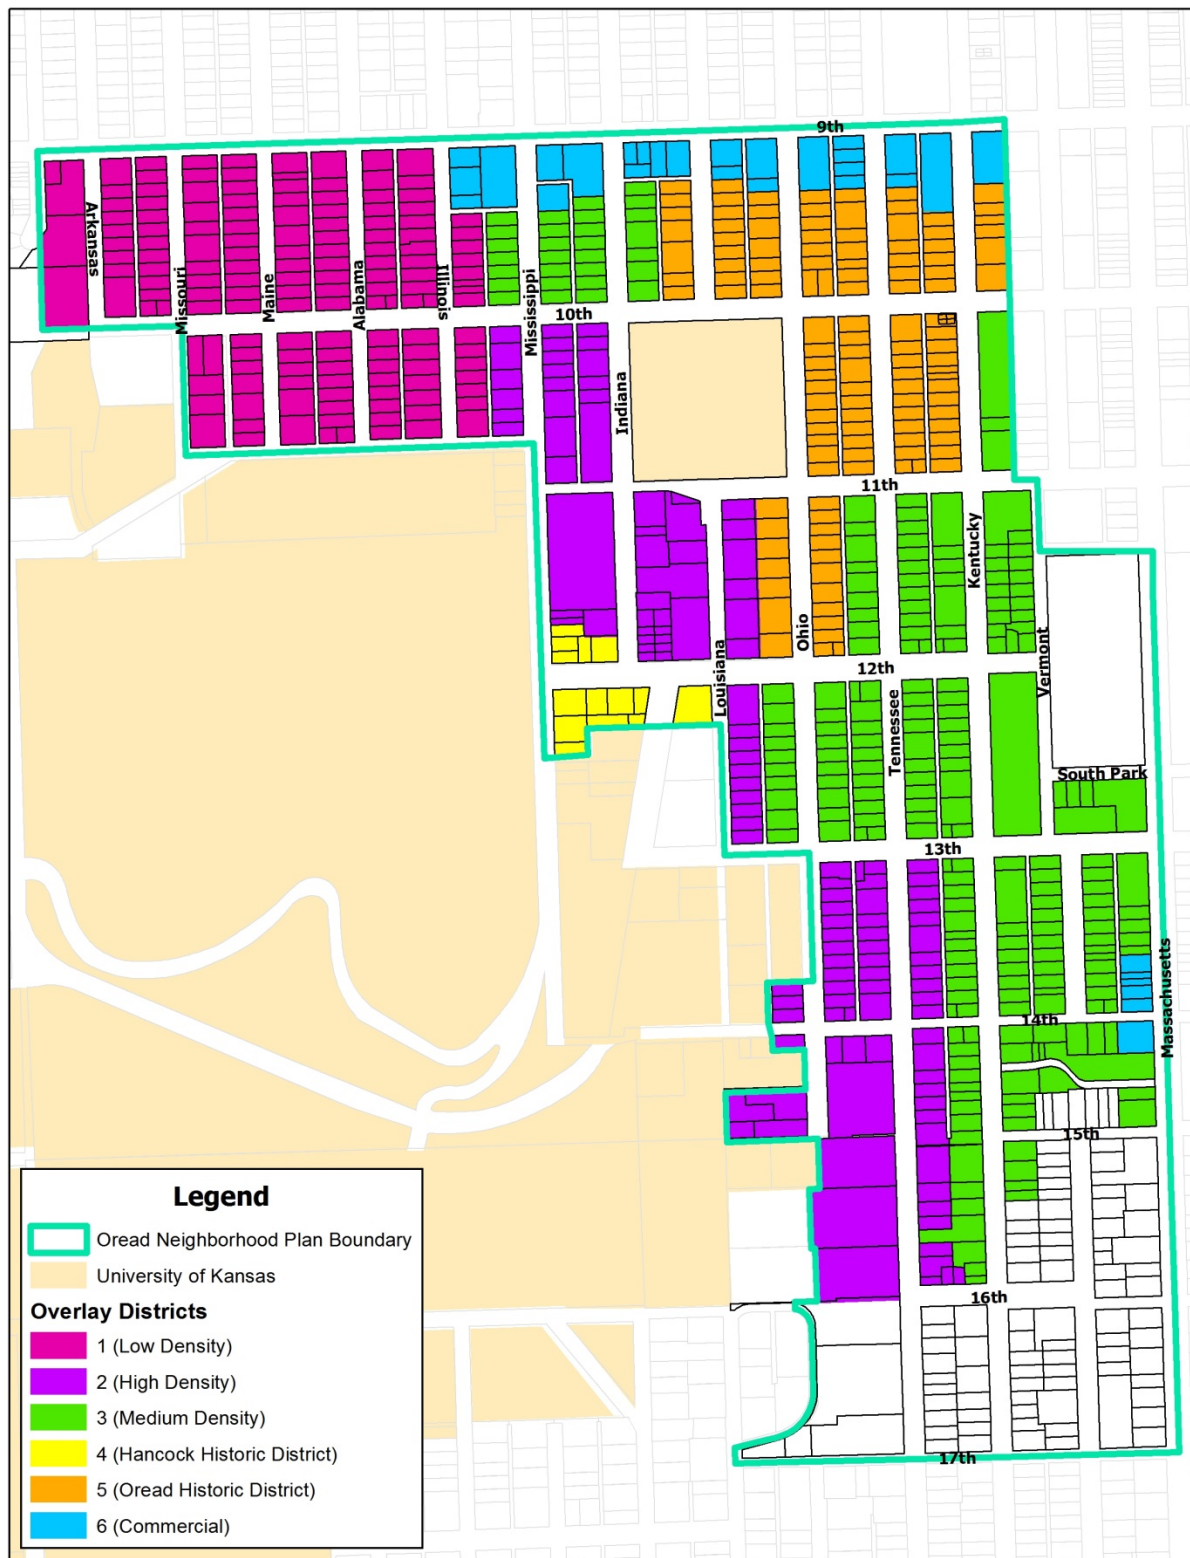 9th
Arkansas
Missouri
Maine
Alabama
Illinois
Mississippi
10th
Indiana
11th
Kentucky
Ohio
Louisiana
12th
Vermont
Tennessee
South Park
13th
Massachusetts
14th
15th
16th
17th
Legend
Oread Neighborhood Plan Boundary
University of Kansas
Overlay Districts
1 (Low Density)
2 (High Density)
3 (Medium Density)
4 (Hancock Historic District)
5 (Oread Historic District)
6 (Commercial)